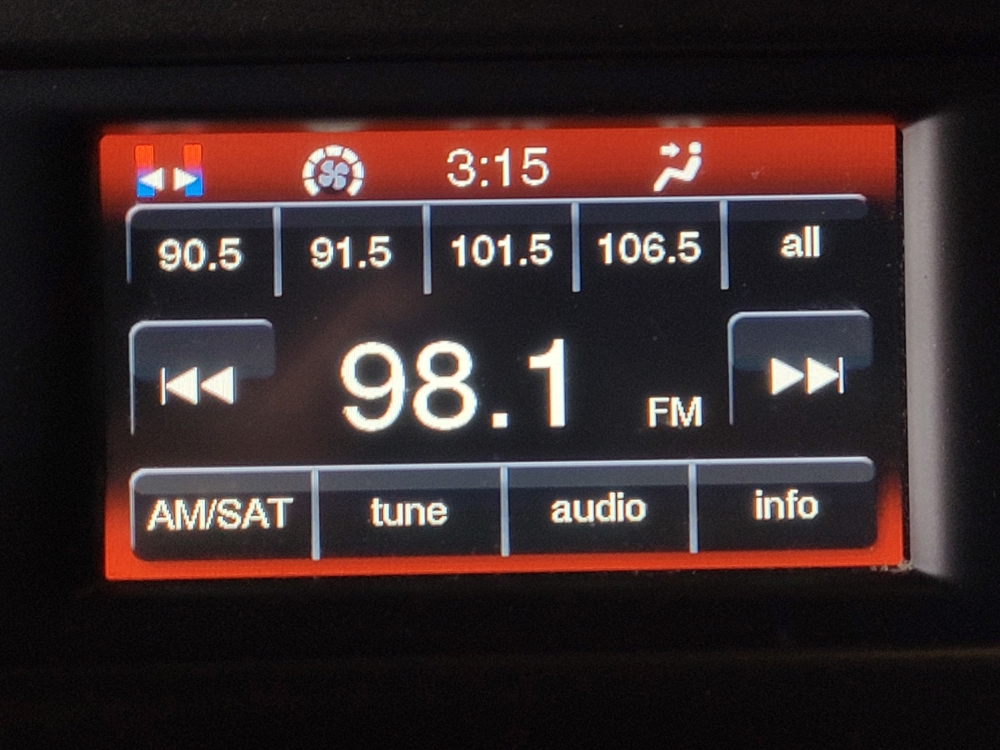 3:15
90.5 91.5 101.5 106.5 all
98.1 FM
AM/SAT tune audio info